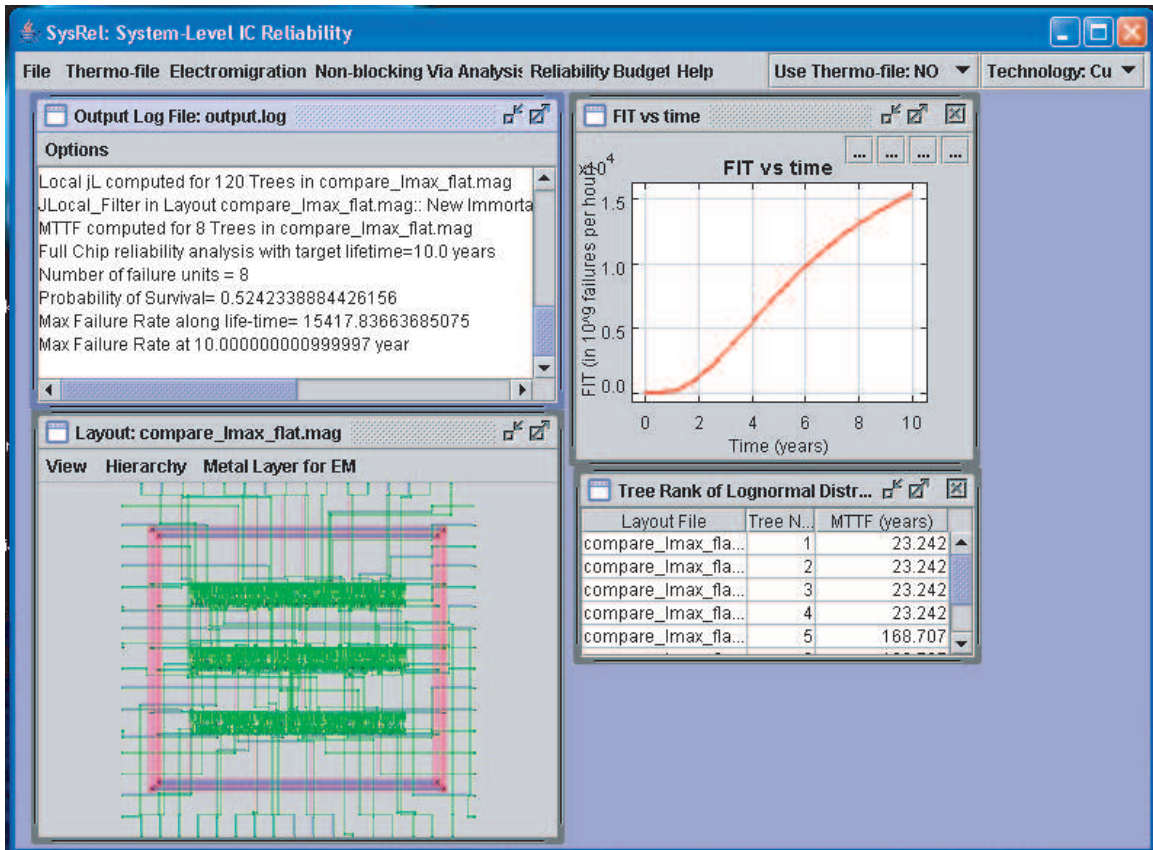 SysRel: System-Level IC Reliability
File Thermo-file Electromigration Non-blocking Via Analysis Reliability Budget Help Use Thermo-file: NO Technology: Cu
Output Log File: output.log
Options
Local jL computed for 120 Trees in compare_Imax_flat.mag
JLocal_Filter in Layout compare_Imax_flat.mag:: New Immorta
MTTF computed for 8 Trees in compare_Imax_flat.mag
Full Chip reliability analysis with target lifetime=10.0 years
Number of failure units = 8
Probability of Survival= 0.5242338884426156
Max Failure Rate along life-time= 15417.83663685075
Max Failure Rate at 10.000000000999997 year
FIT vs time
... ... ... ...
x10^4
FIT vs time
FIT (in 10^9 failures per hour
1.5
1.0
0.5
0.0
0 2 4 6 8 10
Time (years)
Layout: compare_Imax_flat.mag
View Hierarchy Metal Layer for EM
Tree Rank of Lognormal Distr...
Layout File Tree N... MTTF (years)
compare_Imax_fla... 1 23.242
compare_Imax_fla... 2 23.242
compare_Imax_fla... 3 23.242
compare_Imax_fla... 4 23.242
compare_Imax_fla... 5 168.707